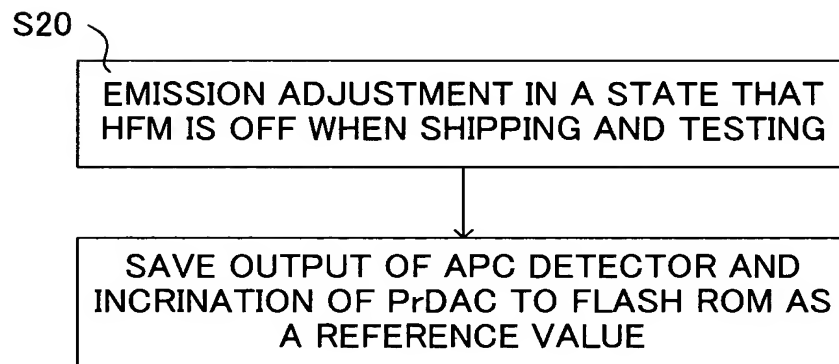 S20
EMISSION ADJUSTMENT IN A STATE THAT
HFM IS OFF WHEN SHIPPING AND TESTING
SAVE OUTPUT OF APC DETECTOR AND
INCRINATION OF PrDAC TO FLASH ROM AS
A REFERENCE VALUE